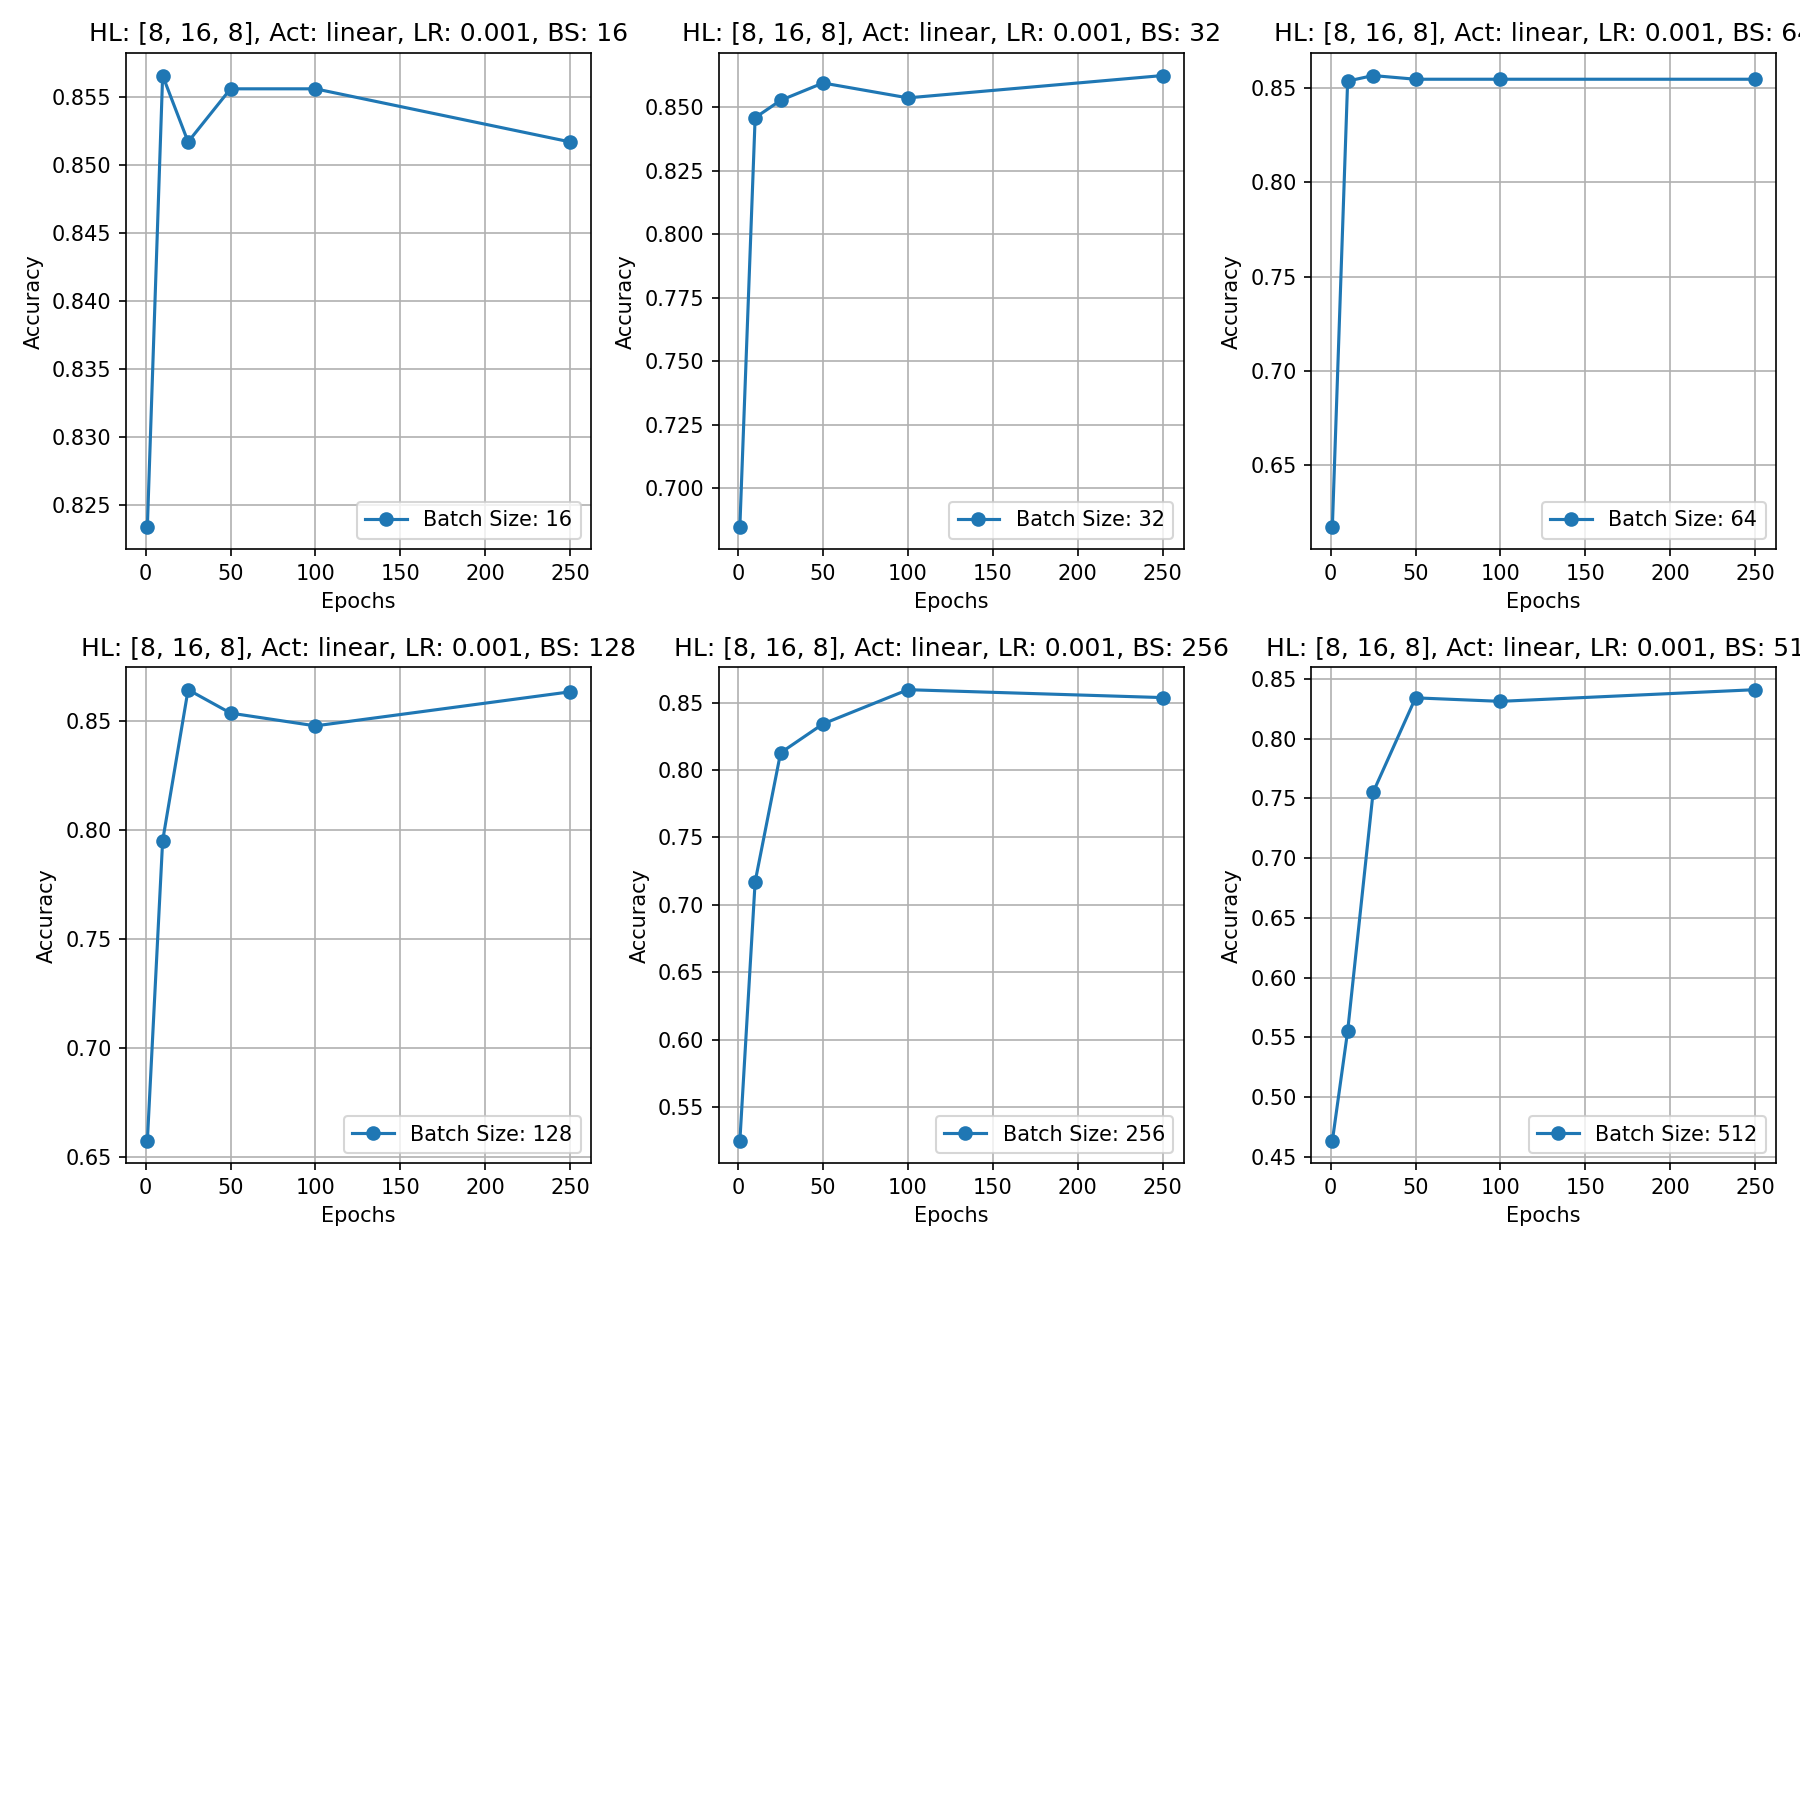 HL: [8, 16, 8], Act: linear, LR: 0.001, BS: 16
0.855
0.850
0.845
0.840
0.835
0.830
0.825
Accuracy
Batch Size: 16
0 50 100 150 200 250
Epochs
HL: [8, 16, 8], Act: linear, LR: 0.001, BS: 32
0.850
0.825
0.800
0.775
0.750
0.725
0.700
Accuracy
Batch Size: 32
0 50 100 150 200 250
Epochs
HL: [8, 16, 8], Act: linear, LR: 0.001, BS: 64
0.85
0.80
0.75
0.70
0.65
Accuracy
Batch Size: 64
0 50 100 150 200 250
Epochs
HL: [8, 16, 8], Act: linear, LR: 0.001, BS: 128
0.85
0.80
0.75
0.70
0.65
Accuracy
Batch Size: 128
0 50 100 150 200 250
Epochs
HL: [8, 16, 8], Act: linear, LR: 0.001, BS: 256
0.85
0.80
0.75
0.70
0.65
0.60
0.55
Accuracy
Batch Size: 256
0 50 100 150 200 250
Epochs
HL: [8, 16, 8], Act: linear, LR: 0.001, BS: 51
0.85
0.80
0.75
0.70
0.65
0.60
0.55
0.50
0.45
Accuracy
Batch Size: 512
0 50 100 150 200 250
Epochs